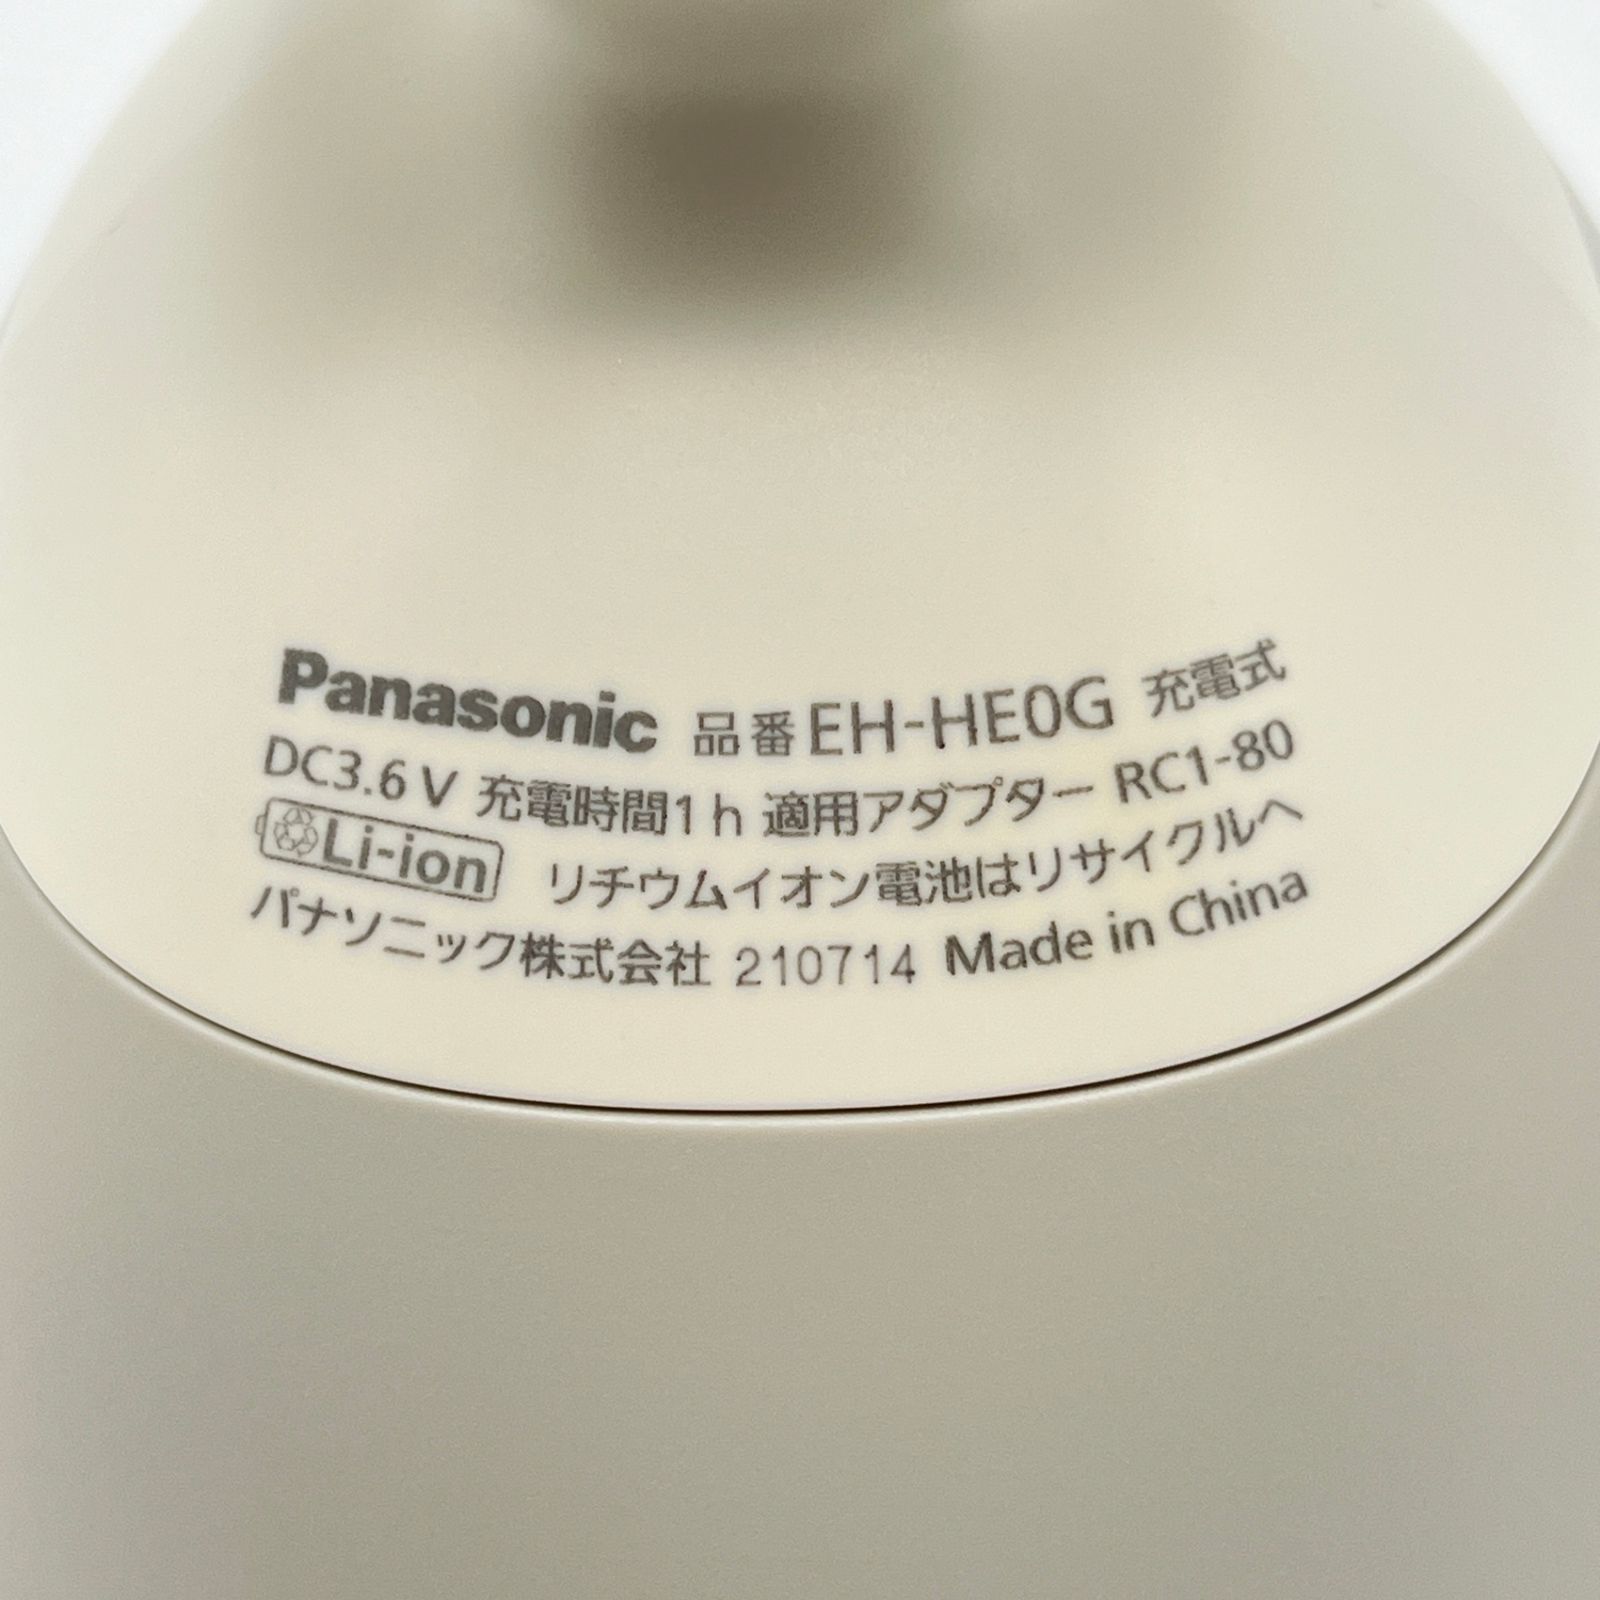 Panasonic 品番 EH-HE0G 充電式
DC3.6V 充電時間1h 適用アダプター RC1-80
Li-ion リチウムイオン電池はリサイクルへ
パナソニック株式会社 210714 Made in China